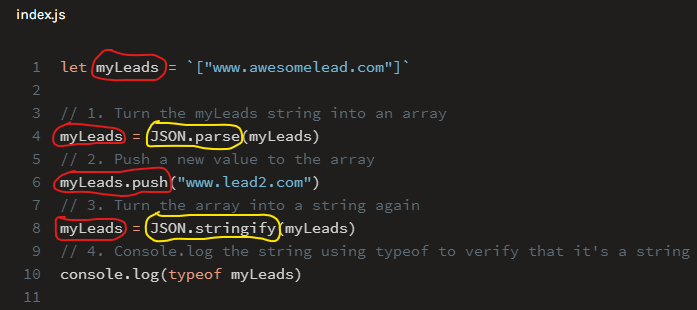 index.js
1 let myLeads = `["www.awesomelead.com"]`
2
3 // 1. Turn the myLeads string into an array
4 myLeads = JSON.parse(myLeads)
5 // 2. Push a new value to the array
6 myLeads.push("www.lead2.com")
7 // 3. Turn the array into a string again
8 myLeads = JSON.stringify(myLeads)
9 // 4. Console.log the string using typeof to verify that it's a string
10 console.log(typeof myLeads)
11